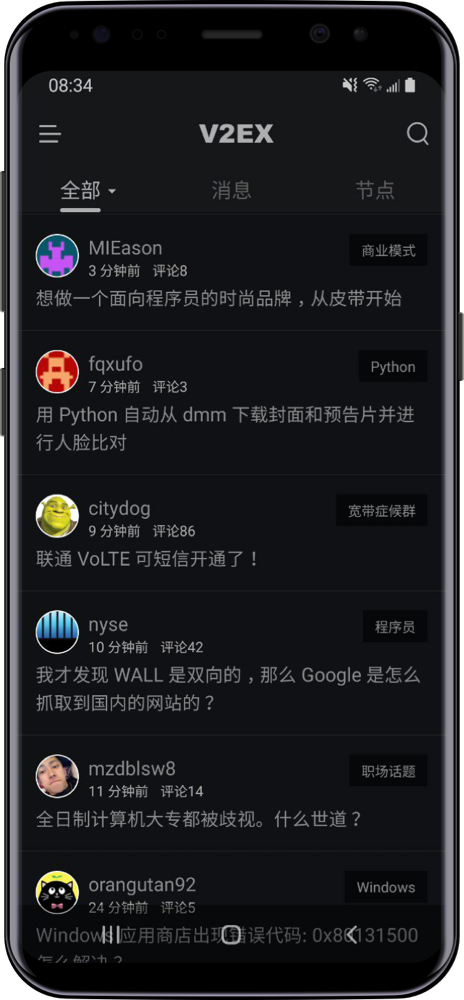 08:34
V2EX
全部 消息 节点
MIEason 商业模式
3 分钟前 评论8
想做一个面向程序员的时尚品牌，从皮带开始
fqxufo Python
7 分钟前 评论3
用 Python 自动从 dmm 下载封面和预告片并进
行人脸比对
citydog 宽带症候群
9 分钟前 评论86
联通 VoLTE 可短信开通了！
nyse 程序员
10 分钟前 评论42
我才发现 WALL 是双向的，那么 Google 是怎么
抓取到国内的网站的？
mzdblsw8 职场话题
11 分钟前 评论14
全日制计算机大专都被歧视。什么世道？
orangutan92 Windows
24 分钟前 评论5
Windows 应用商店出现错误代码: 0x80131500
怎么解决？